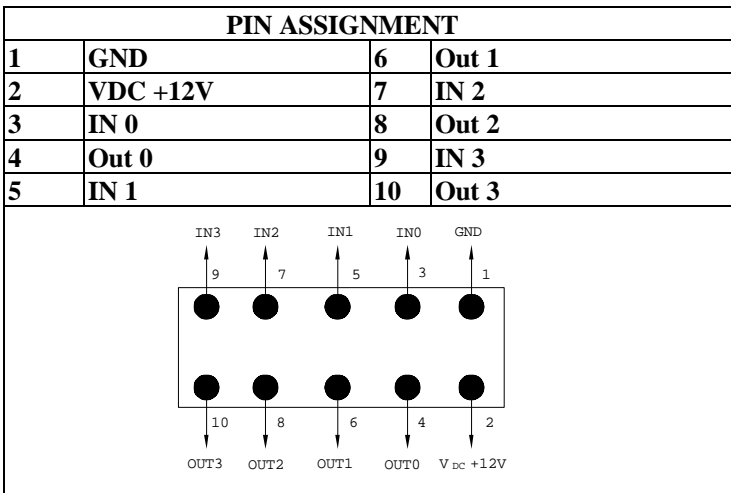 PIN ASSIGNMENT
1 GND 6 Out 1
2 VDC +12V 7 IN 2
3 IN 0 8 Out 2
4 Out 0 9 IN 3
5 IN 1 10 Out 3
IN3 IN2 IN1 IN0 GND
9 7 5 3 1
10 8 6 4 2
OUT3 OUT2 OUT1 OUT0 V DC +12V